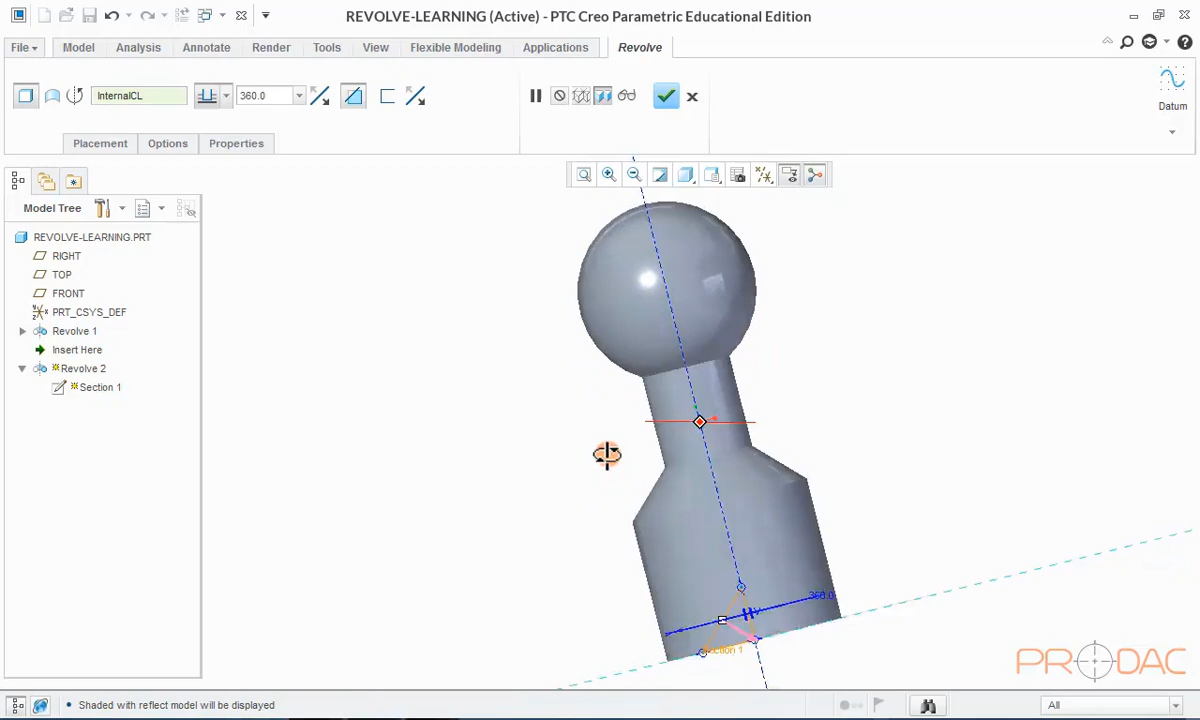 REVOLVE-LEARNING (Active) - PTC Creo Parametric Educational Edition
File Model Analysis Annotate Render Tools View Flexible Modeling Applications Revolve
InternalCL 360.0
Datum
Placement Options Properties
Model Tree
REVOLVE-LEARNING.PRT
RIGHT
TOP
FRONT
PRT_CSYS_DEF
Revolve 1
Insert Here
Revolve 2
Section 1
360.0
Section 1
PRODAC
Shaded with reflect model will be displayed
All